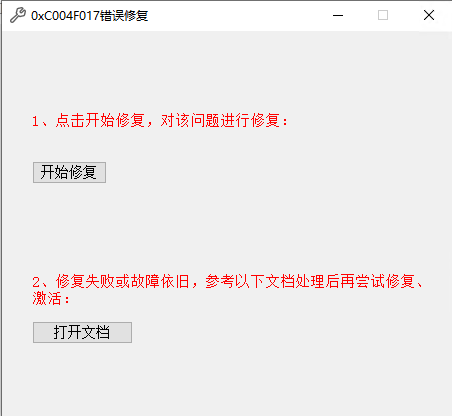 0xC004F017错误修复
1、点击开始修复，对该问题进行修复：
开始修复
2、修复失败或故障依旧，参考以下文档处理后再尝试修复、
激活：
打开文档